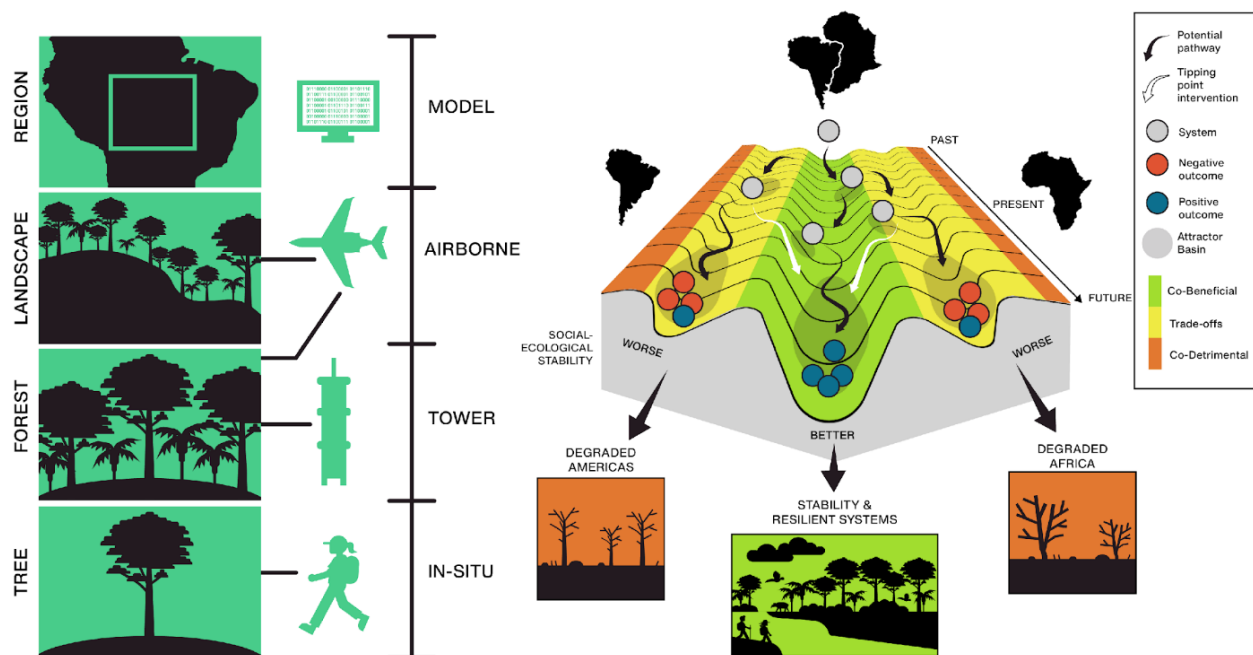 REGION
MODEL
LANDSCAPE
AIRBORNE
FOREST
TOWER
TREE
IN-SITU
PAST
PRESENT
FUTURE
SOCIAL-
ECOLOGICAL
STABILITY
WORSE
WORSE
BETTER
DEGRADED
AMERICAS
STABILITY &
RESILIENT SYSTEMS
DEGRADED
AFRICA
Potential
pathway
Tipping
point
intervention
System
Negative
outcome
Positive
outcome
Attractor
Basin
Co-Beneficial
Trade-offs
Co-Detrimental